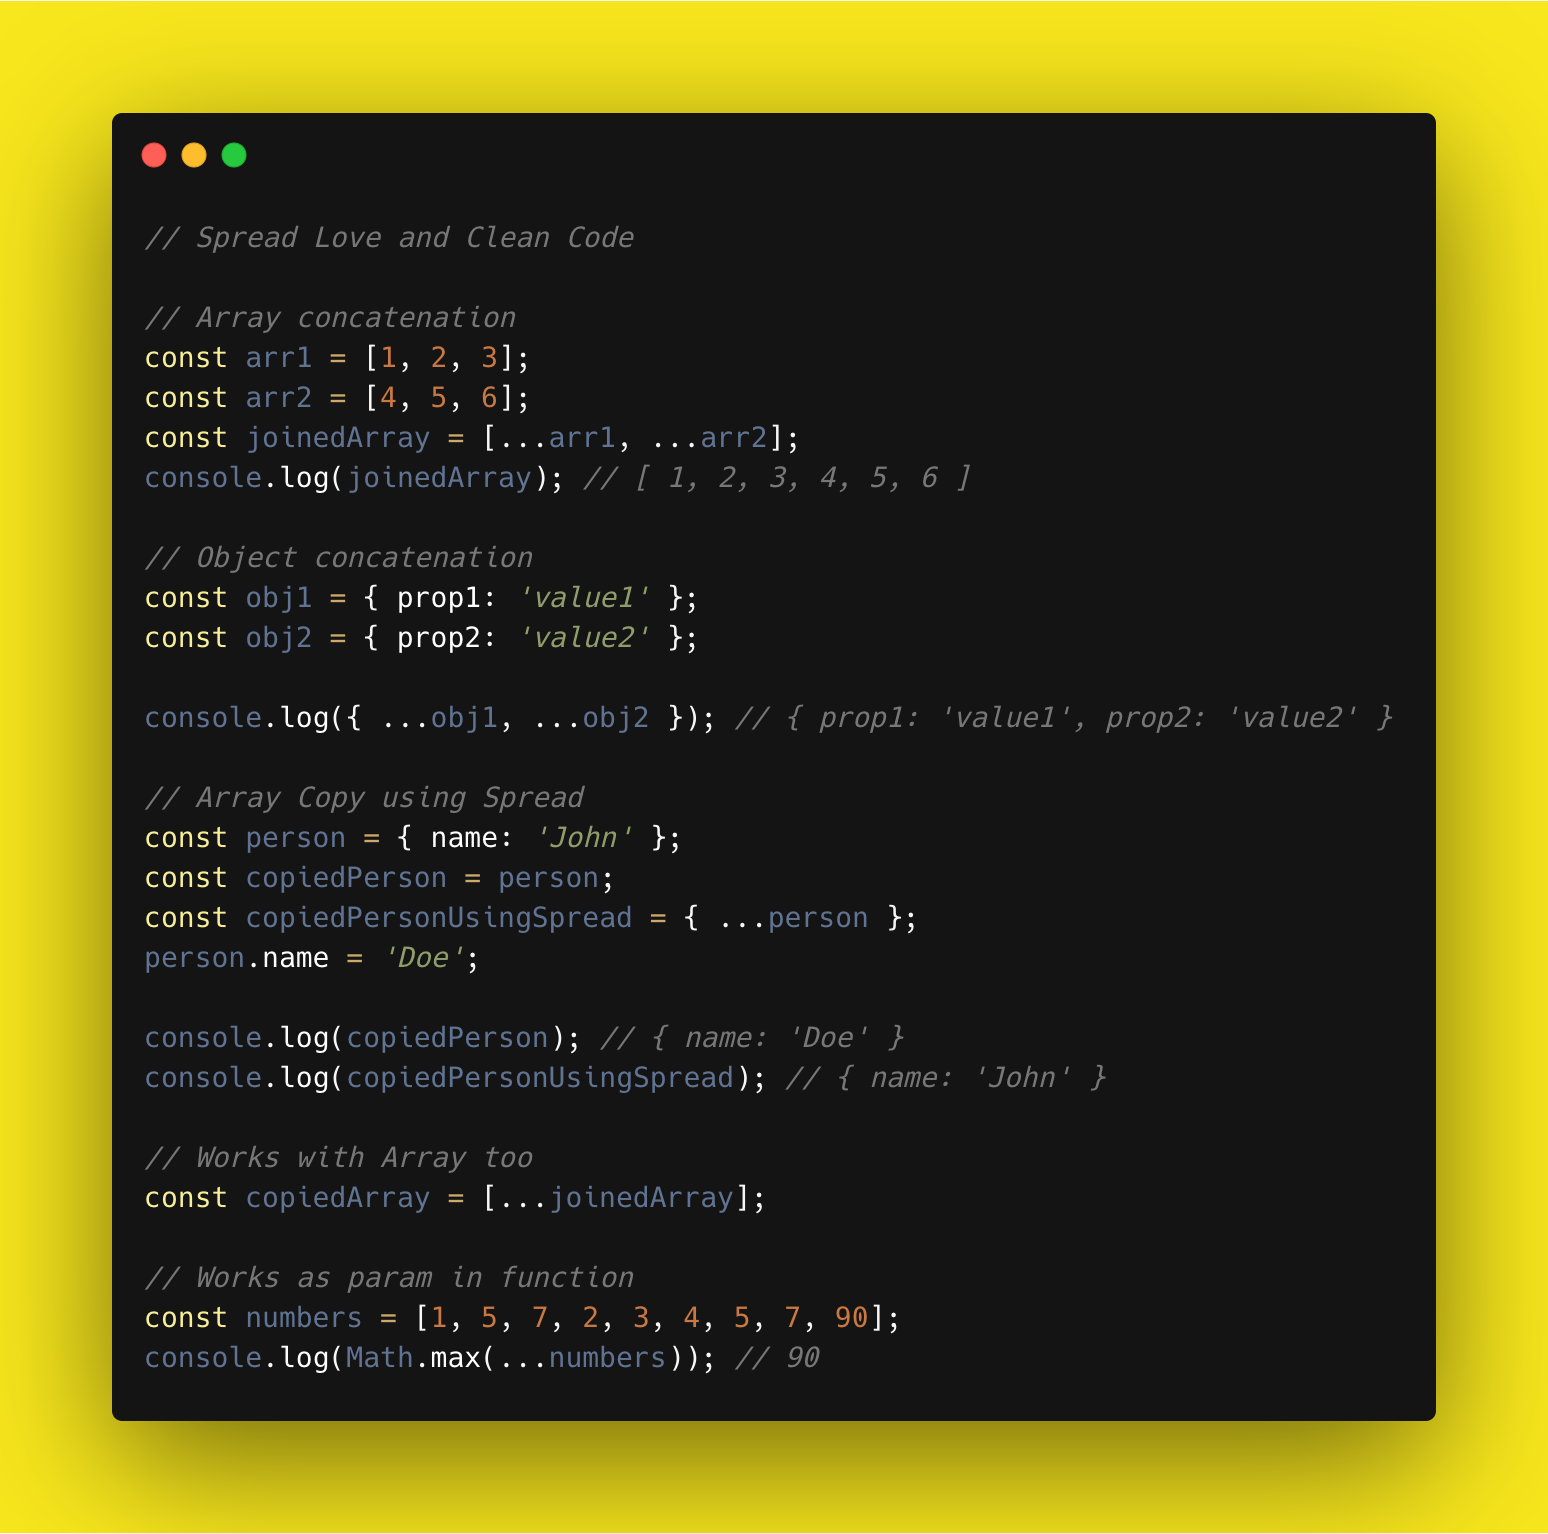 // Spread Love and Clean Code
// Array concatenation
const arr1 = [1, 2, 3];
const arr2 = [4, 5, 6];
const joinedArray = [...arr1, ...arr2];
console.log(joinedArray); // [ 1, 2, 3, 4, 5, 6 ]
// Object concatenation
const obj1 = { prop1: 'value1' };
const obj2 = { prop2: 'value2' };
console.log({ ...obj1, ...obj2 }); // { prop1: 'value1', prop2: 'value2' }
// Array Copy using Spread
const person = { name: 'John' };
const copiedPerson = person;
const copiedPersonUsingSpread = { ...person };
person.name = 'Doe';
console.log(copiedPerson); // { name: 'Doe' }
console.log(copiedPersonUsingSpread); // { name: 'John' }
// Works with Array too
const copiedArray = [...joinedArray];
// Works as param in function
const numbers = [1, 5, 7, 2, 3, 4, 5, 7, 90];
console.log(Math.max(...numbers)); // 90